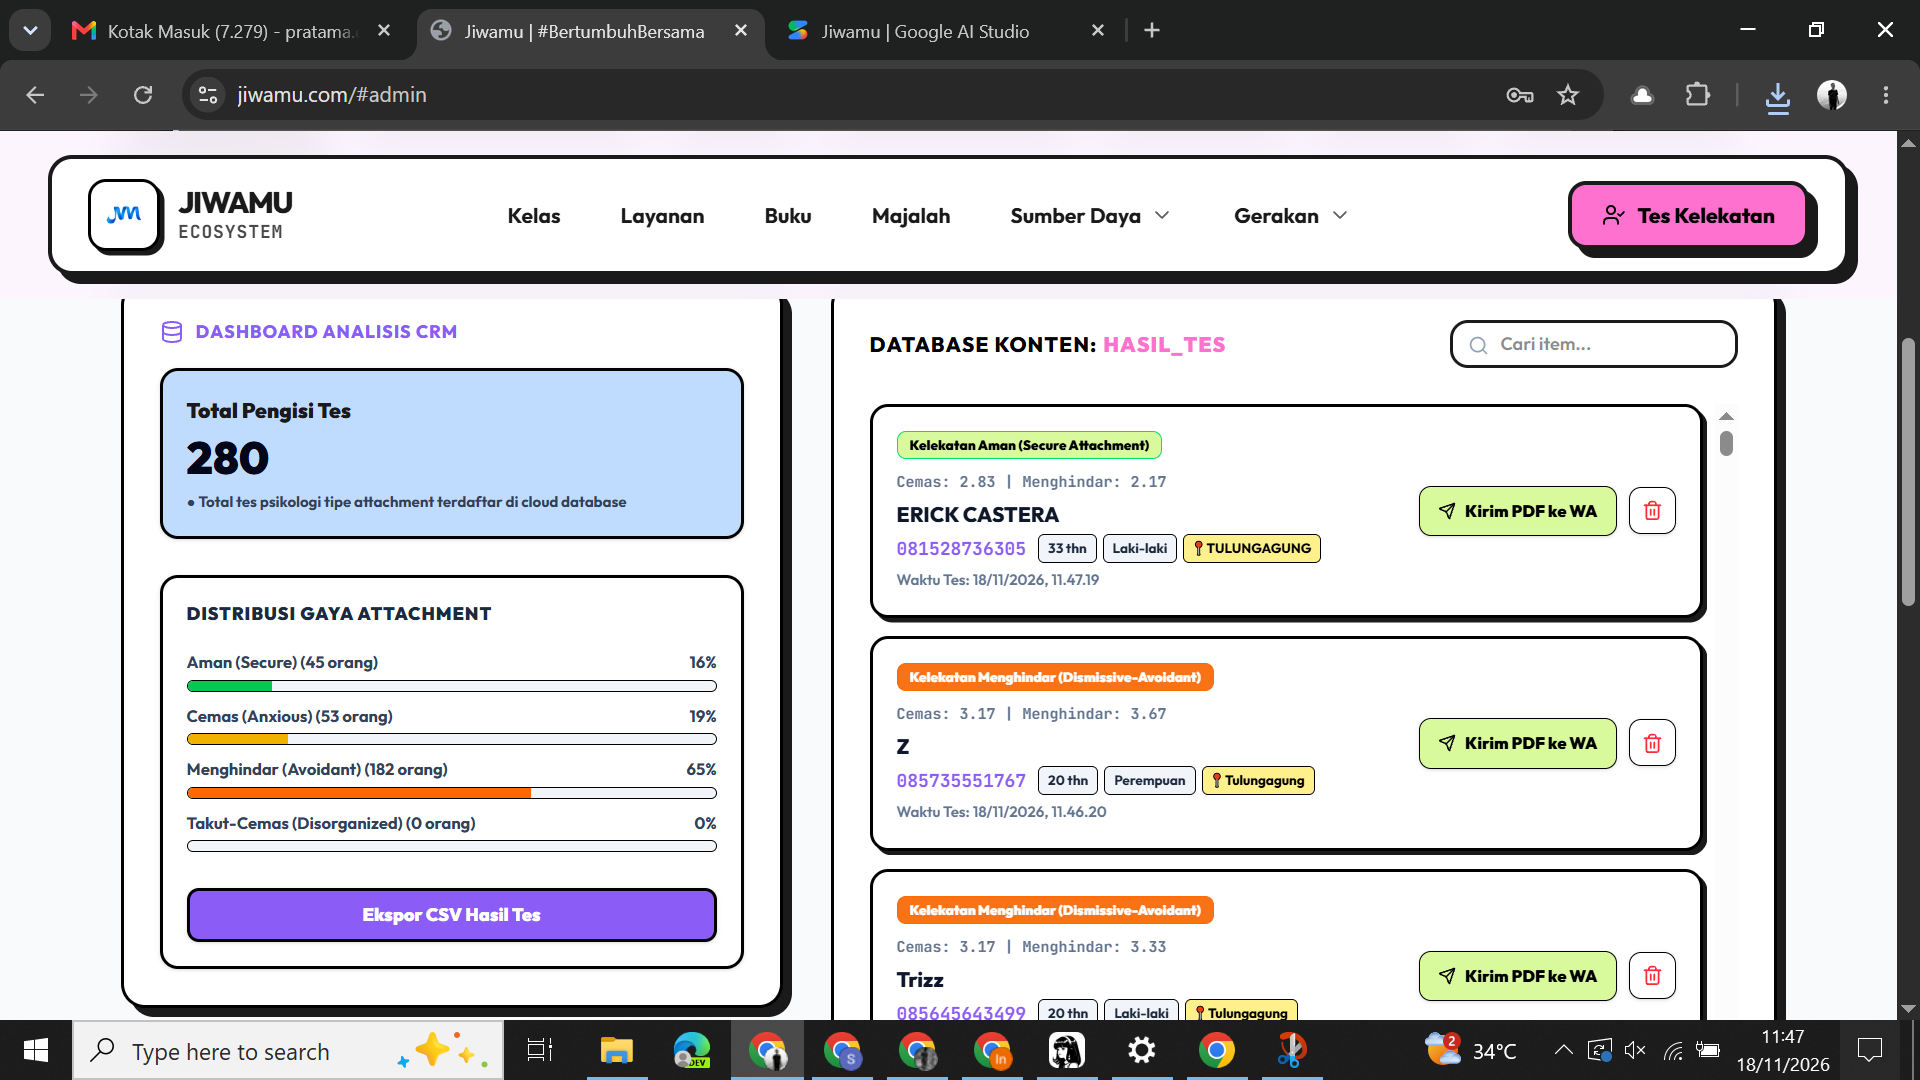 Kotak Masuk (7.279) - pratama.
Jiwamu | #BertumbuhBersama
Jiwamu | Google AI Studio
jiwamu.com/#admin
JIWAMU
ECOSYSTEM
Kelas
Layanan
Buku
Majalah
Sumber Daya
Gerakan
Tes Kelekatan
DASHBOARD ANALISIS CRM
Total Pengisi Tes
280
● Total tes psikologi tipe attachment terdaftar di cloud database
DISTRIBUSI GAYA ATTACHMENT
Aman (Secure) (45 orang) 16%
Cemas (Anxious) (53 orang) 19%
Menghindar (Avoidant) (182 orang) 65%
Takut-Cemas (Disorganized) (0 orang) 0%
Ekspor CSV Hasil Tes
DATABASE KONTEN: HASIL_TES
Cari item...
Kelekatan Aman (Secure Attachment)
Cemas: 2.83 | Menghindar: 2.17
ERICK CASTERA
081528736305 33 thn Laki-laki TULUNGAGUNG
Waktu Tes: 18/11/2026, 11.47.19
Kirim PDF ke WA
Kelekatan Menghindar (Dismissive-Avoidant)
Cemas: 3.17 | Menghindar: 3.67
Z
085735551767 20 thn Perempuan Tulungagung
Waktu Tes: 18/11/2026, 11.46.20
Kirim PDF ke WA
Kelekatan Menghindar (Dismissive-Avoidant)
Cemas: 3.17 | Menghindar: 3.33
Trizz
085645643499 20 thn Laki-laki Tulungagung
Kirim PDF ke WA
Type here to search
DEV
S
In
2
34°C
11:47
18/11/2026